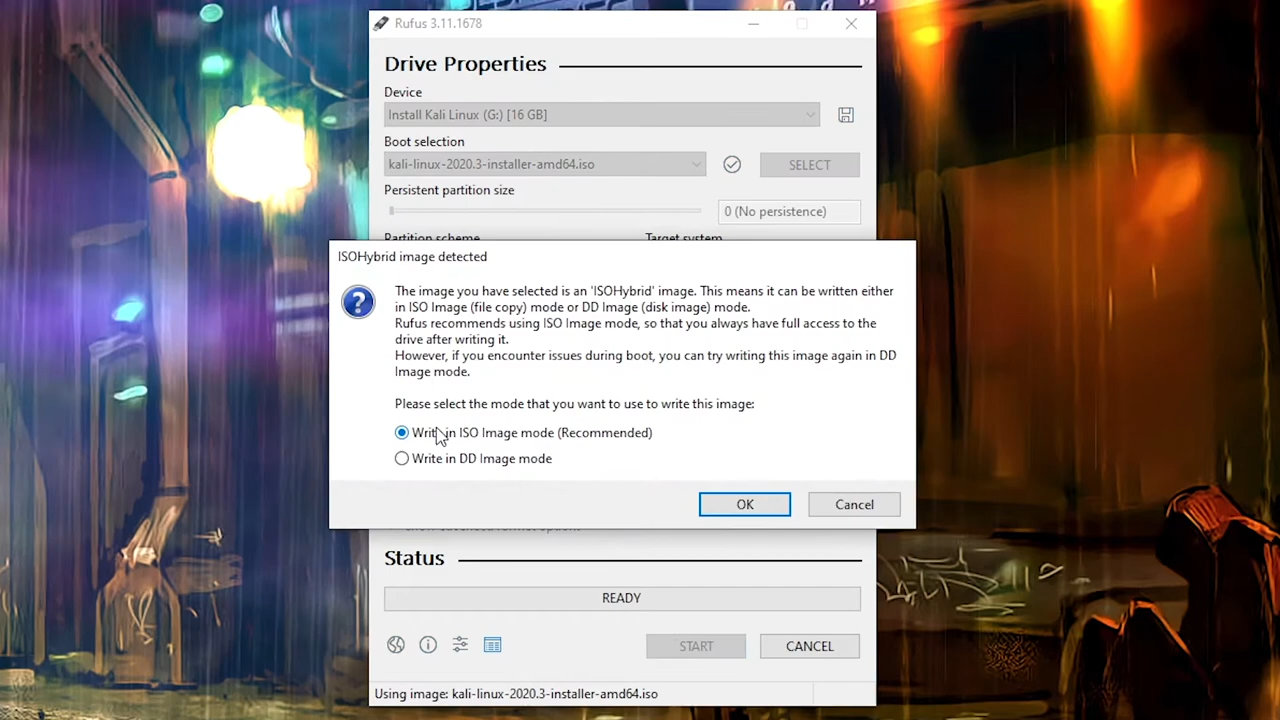 Rufus 3.11.1678
Drive Properties
Device
Install Kali Linux (G:) [16 GB]
Boot selection
kali-linux-2020.3-installer-amd64.iso
SELECT
Persistent partition size
0 (No persistence)
Partition scheme
Target system
ISOHybrid image detected
The image you have selected is an 'ISOHybrid' image. This means it can be written either
in ISO Image (file copy) mode or DD Image (disk image) mode.
Rufus recommends using ISO Image mode, so that you always have full access to the
drive after writing it.
However, if you encounter issues during boot, you can try writing this image again in DD
Image mode.
Please select the mode that you want to use to write this image:
Write in ISO Image mode (Recommended)
Write in DD Image mode
OK
Cancel
Status
READY
START
CANCEL
Using image: kali-linux-2020.3-installer-amd64.iso